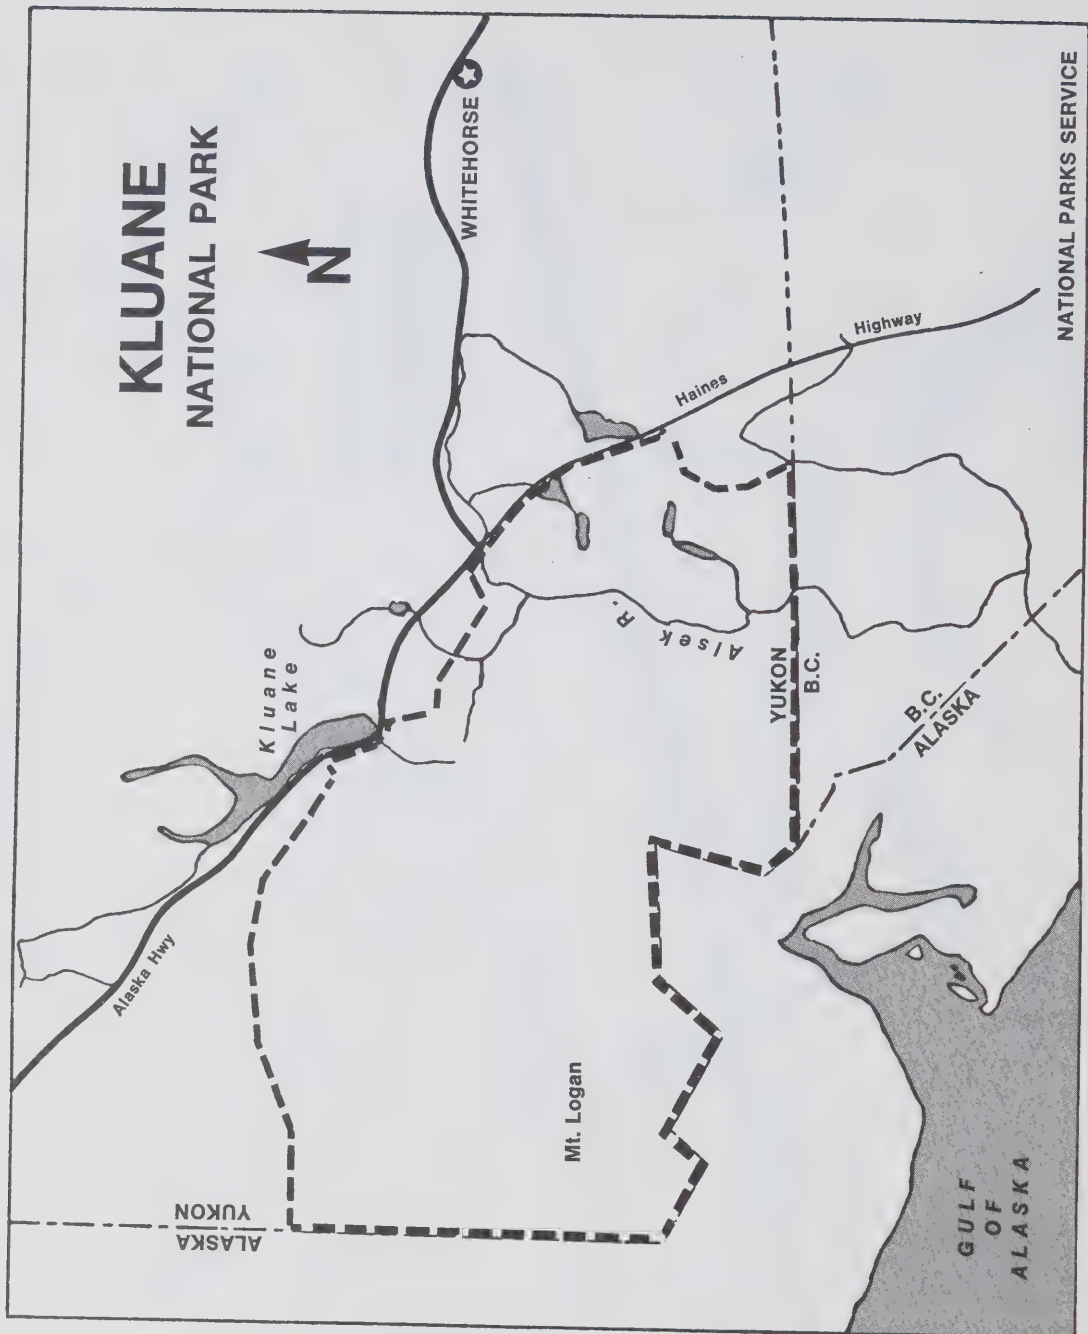 KLUANE
NATIONAL PARK
N
WHITEHORSE
Kluane
Lake
Alaska Hwy
Haines
Highway
Alsek R.
ALASKA
YUKON
YUKON
B.C.
B.C.
ALASKA
Mt. Logan
GULF
OF
ALASKA
NATIONAL PARKS SERVICE